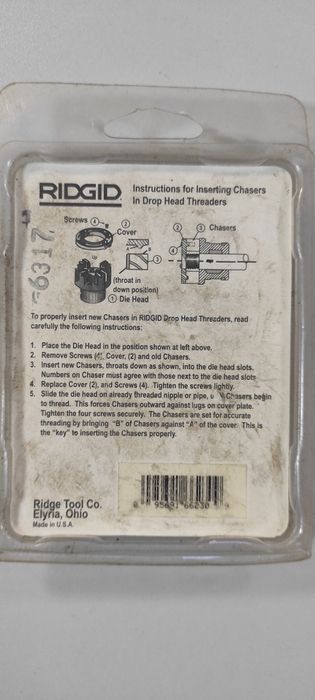 RIDGID
Instructions for Inserting Chasers
In Drop Head Threaders
Screws 4
2
Cover
3
(throat in
down position)
1 Die Head
2 3 Chasers
To properly insert new Chasers in RIDGID Drop Head Threaders, read
carefully the following instructions:
1. Place the Die Head in the position shown at left above.
2. Remove Screws (4), Cover, (2) and old Chasers.
3. Insert new Chasers, throats down as shown, into the die head slots.
Numbers on Chaser must agree with those next to the die head slots
4. Replace Cover (2), and Screws (4). Tighten the screws lightly.
5. Slide the die head on already threaded nipple or pipe, Chasers begin
to thread. This forces Chasers outward against lugs on cover plate.
Tighten the four screws securely. The Chasers are set for accurate
threading by bringing "B" of Chasers against "A" of the cover. This is
the "key" to inserting the Chasers properly.
Ridge Tool Co.
Elyria, Ohio
Made in U.S.A.